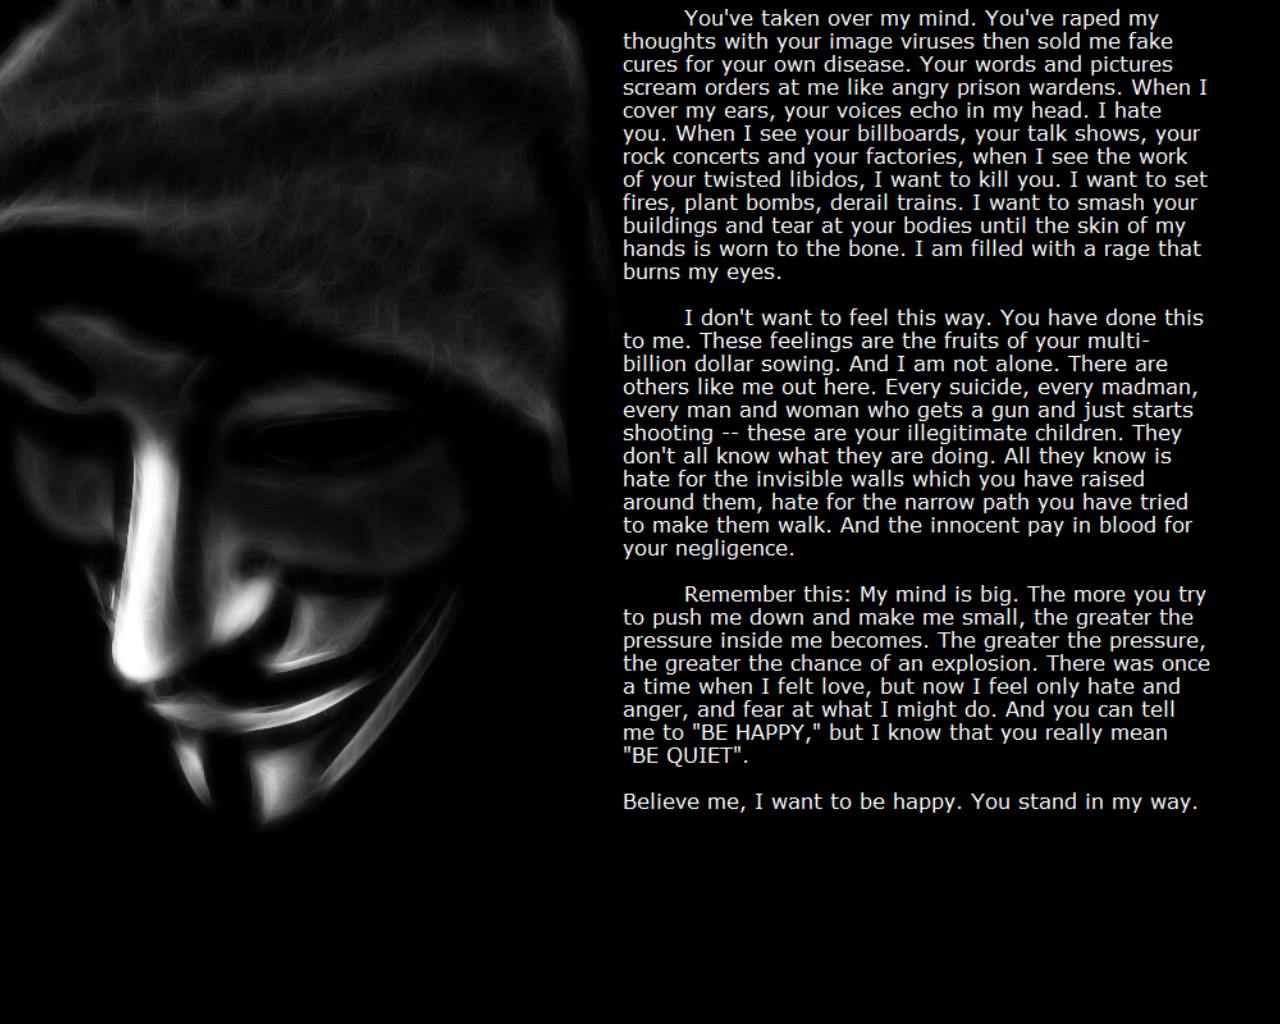 You've taken over my mind. You've raped my
thoughts with your image viruses then sold me fake
cures for your own disease. Your words and pictures
scream orders at me like angry prison wardens. When I
cover my ears, your voices echo in my head. I hate
you. When I see your billboards, your talk shows, your
rock concerts and your factories, when I see the work
of your twisted libidos, I want to kill you. I want to set
fires, plant bombs, derail trains. I want to smash your
buildings and tear at your bodies until the skin of my
hands is worn to the bone. I am filled with a rage that
burns my eyes.
I don't want to feel this way. You have done this
to me. These feelings are the fruits of your multi-
billion dollar sowing. And I am not alone. There are
others like me out here. Every suicide, every madman,
every man and woman who gets a gun and just starts
shooting -- these are your illegitimate children. They
don't all know what they are doing. All they know is
hate for the invisible walls which you have raised
around them, hate for the narrow path you have tried
to make them walk. And the innocent pay in blood for
your negligence.
Remember this: My mind is big. The more you try
to push me down and make me small, the greater the
pressure inside me becomes. The greater the pressure,
the greater the chance of an explosion. There was once
a time when I felt love, but now I feel only hate and
anger, and fear at what I might do. And you can tell
me to "BE HAPPY," but I know that you really mean
"BE QUIET".
Believe me, I want to be happy. You stand in my way.